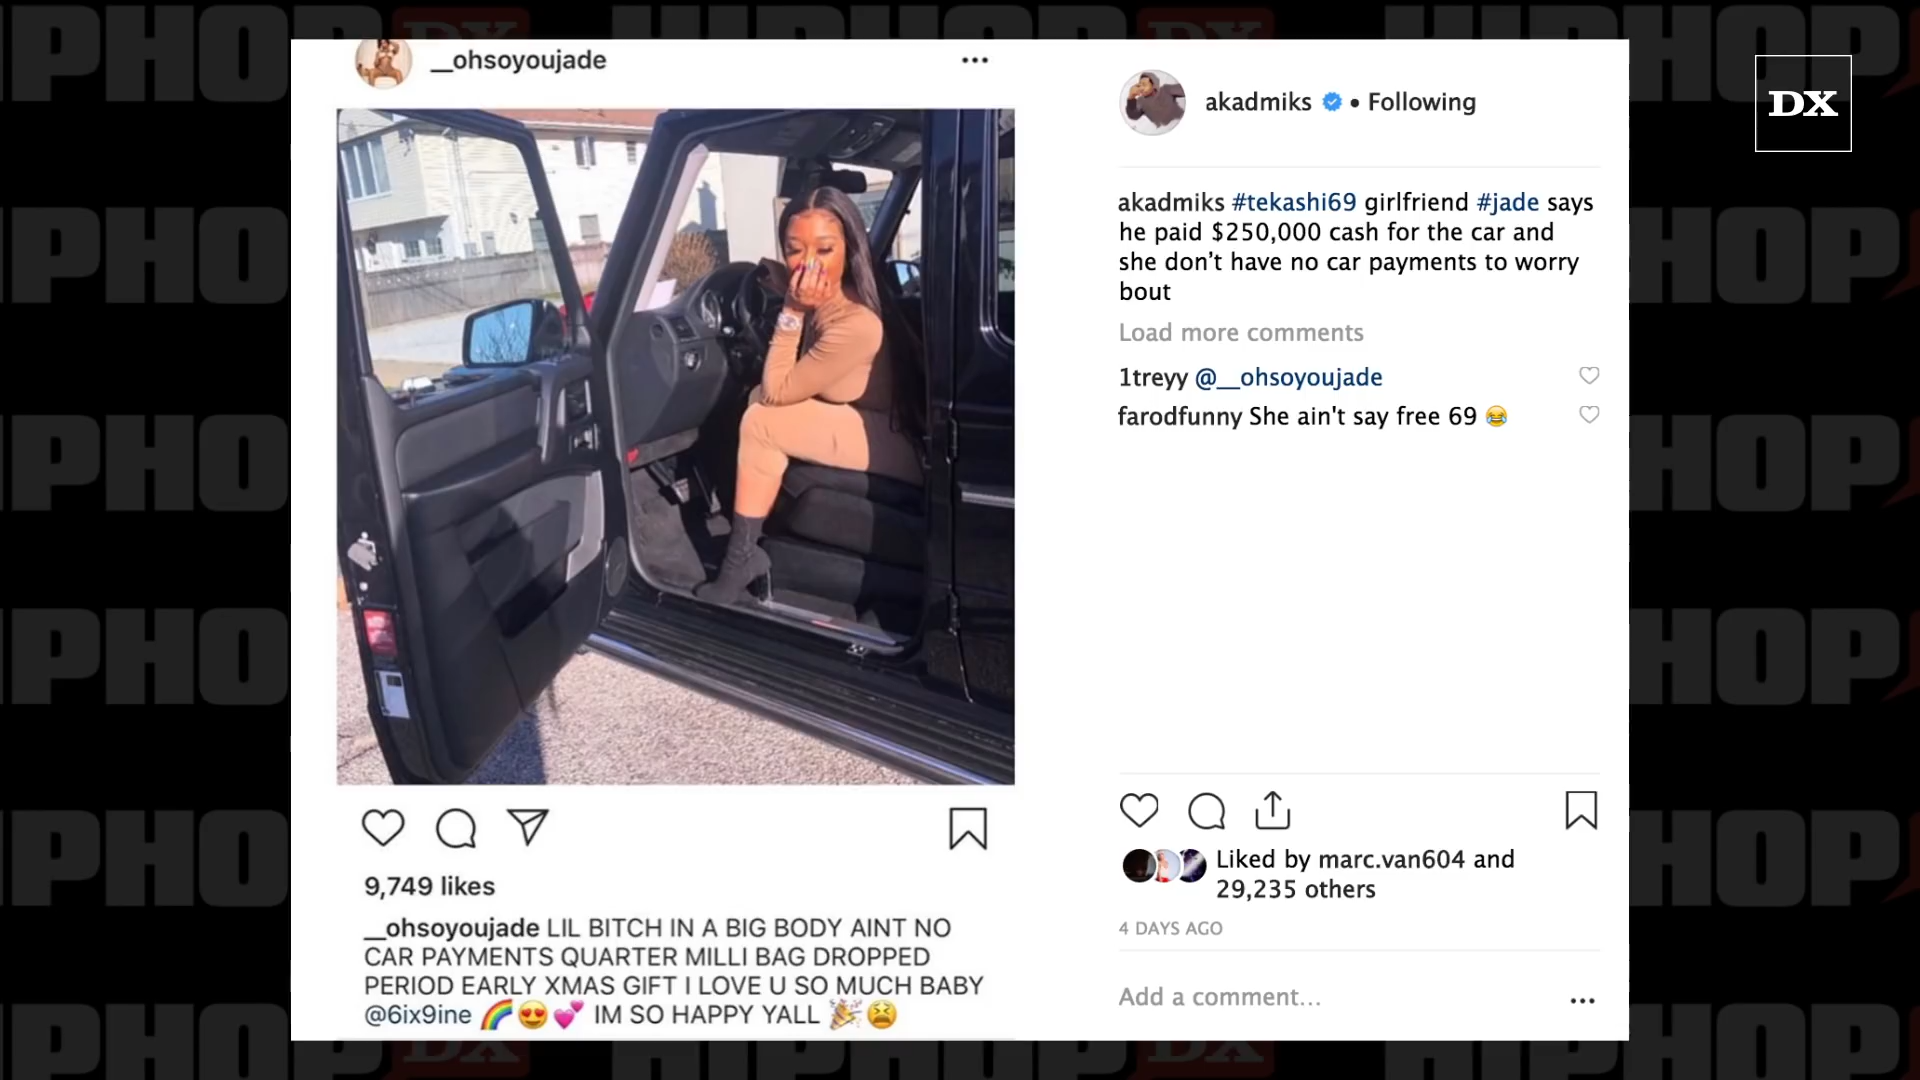 __ohsoyoujade
9,749 likes
__ohsoyoujade LIL BITCH IN A BIG BODY AINT NO
CAR PAYMENTS QUARTER MILLI BAG DROPPED
PERIOD EARLY XMAS GIFT I LOVE U SO MUCH BABY
@6ix9ine 🌈😍💕 IM SO HAPPY YALL 🎉😫
akadmiks • Following
akadmiks #tekashi69 girlfriend #jade says
he paid $250,000 cash for the car and
she don’t have no car payments to worry
bout
Load more comments
1treyy @__ohsoyoujade
farodfunny She ain't say free 69 😂
Liked by marc.van604 and
29,235 others
4 DAYS AGO
Add a comment...
DX
HIPHOP
DX